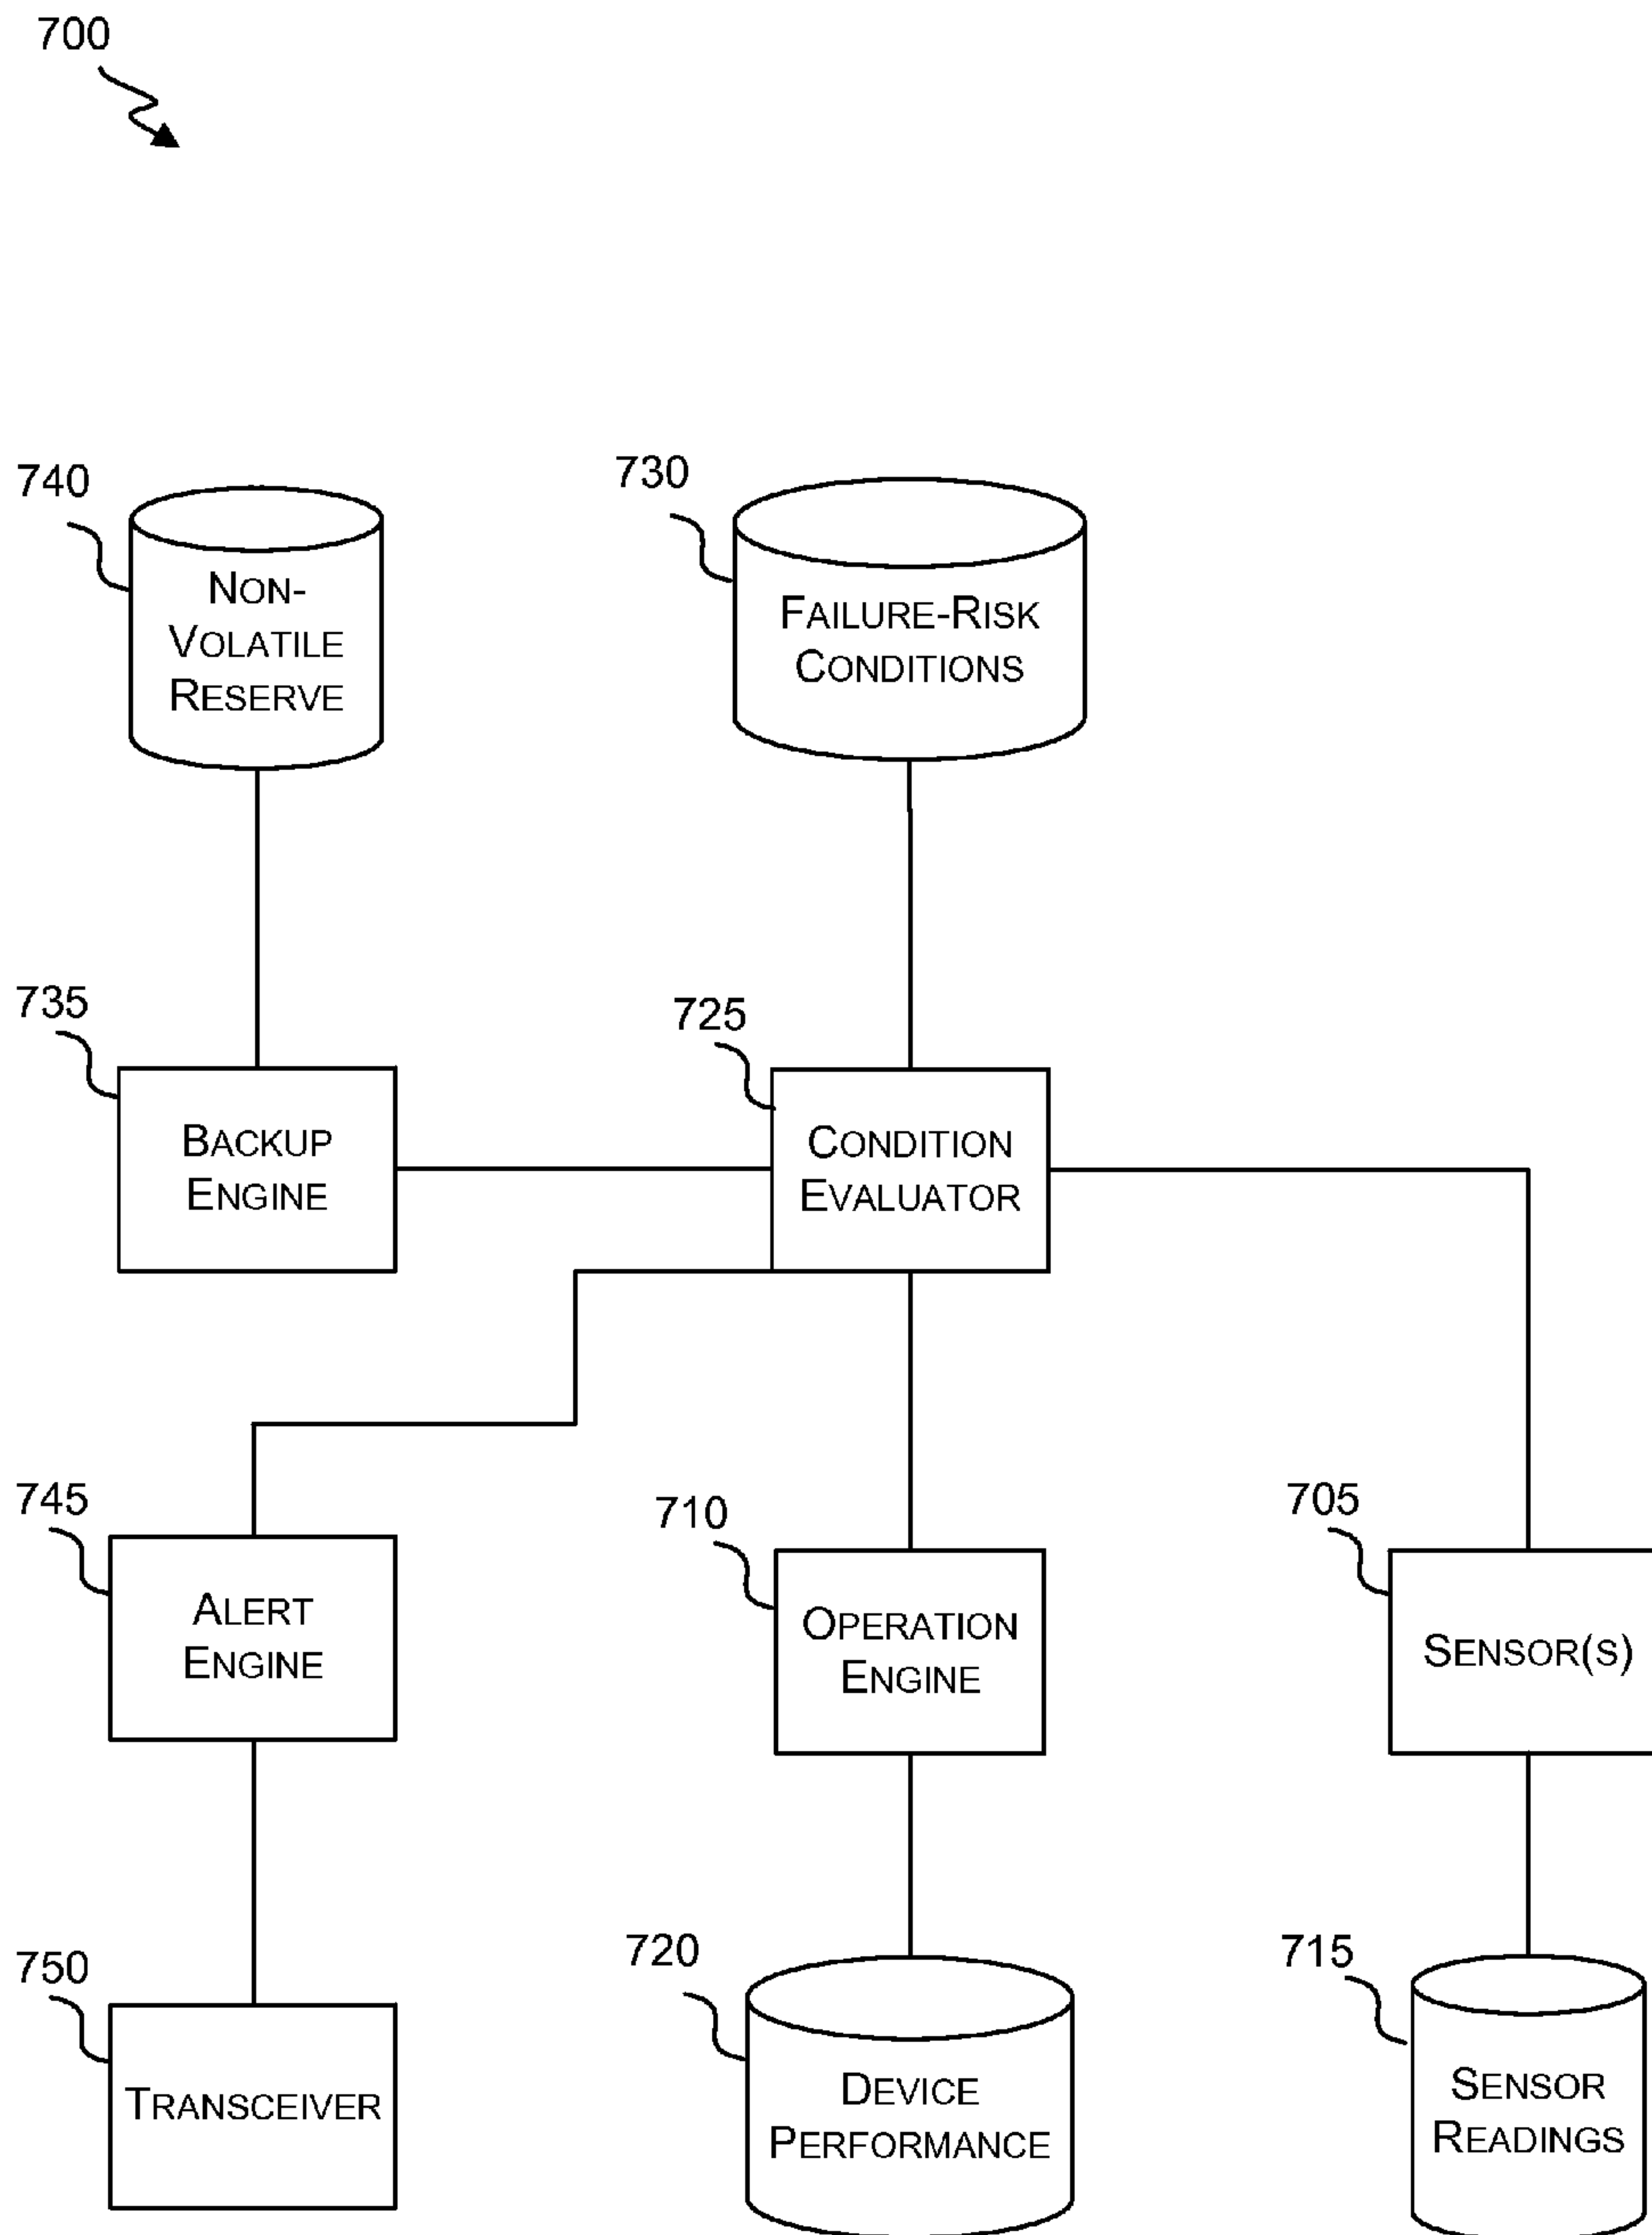 700
740
730
NON-
VOLATILE
RESERVE
FAILURE-RISK
CONDITIONS
735
725
BACKUP
ENGINE
CONDITION
EVALUATOR
745
710
705
ALERT
ENGINE
OPERATION
ENGINE
SENSOR(S)
750
720
715
TRANSCEIVER
DEVICE
PERFORMANCE
SENSOR
READINGS